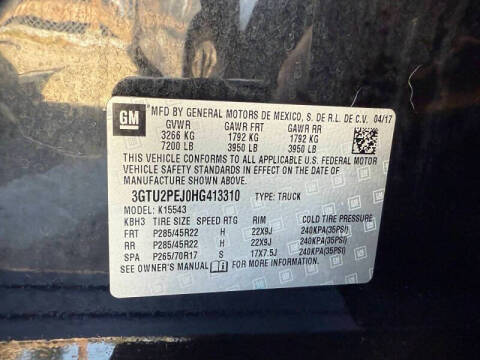 GM
MFD BY GENERAL MOTORS DE MEXICO, S. DE R.L. DE C.V. 04/17
GVWR GAWR FRT GAWR RR
3266 KG 1792 KG 1792 KG
7200 LB 3950 LB 3950 LB
THIS VEHICLE CONFORMS TO ALL APPLICABLE U.S. FEDERAL MOTOR
VEHICLE SAFETY STANDARDS IN EFFECT ON THE DATE OF
MANUFACTURE SHOWN ABOVE.
3GTU2PEJ0HG413310 TYPE: TRUCK
MODEL: K15543
KBH3 TIRE SIZE SPEED RTG RIM COLD TIRE PRESSURE
FRT P285/45R22 H 22X9J 240KPA(35PSI)
RR P285/45R22 H 22X9J 240KPA(35PSI)
SPA P265/70R17 S 17X7.5J 240KPA(35PSI)
SEE OWNER'S MANUAL FOR MORE INFORMATION.